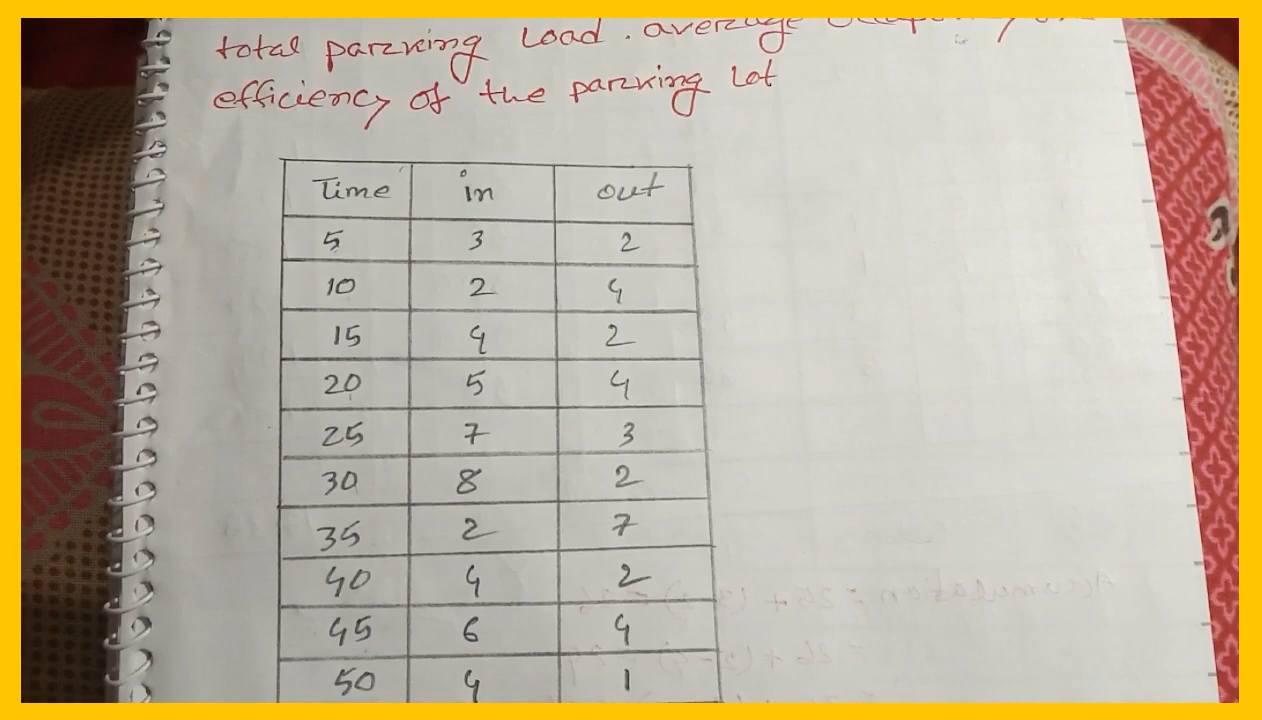 total parking Load . average
efficiency of the parking lot
Time in out
5 3 2
10 2 4
15 4 2
20 5 4
25 7 3
30 8 2
35 2 7
40 4 2
45 6 4
50 4 1